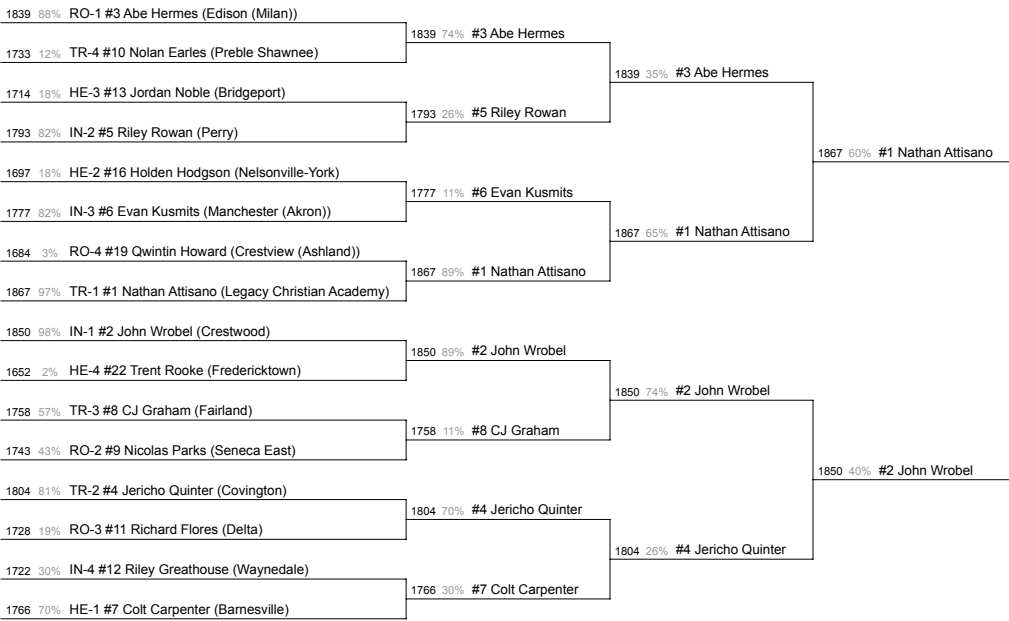 1839 88% RO-1 #3 Abe Hermes (Edison (Milan))
1733 12% TR-4 #10 Nolan Earles (Preble Shawnee)
1714 18% HE-3 #13 Jordan Noble (Bridgeport)
1793 82% IN-2 #5 Riley Rowan (Perry)
1697 18% HE-2 #16 Holden Hodgson (Nelsonville-York)
1777 82% IN-3 #6 Evan Kusmits (Manchester (Akron))
1684 3% RO-4 #19 Qwintin Howard (Crestview (Ashland))
1867 97% TR-1 #1 Nathan Attisano (Legacy Christian Academy)
1850 98% IN-1 #2 John Wrobel (Crestwood)
1652 2% HE-4 #22 Trent Rooke (Fredericktown)
1758 57% TR-3 #8 CJ Graham (Fairland)
1743 43% RO-2 #9 Nicolas Parks (Seneca East)
1804 81% TR-2 #4 Jericho Quinter (Covington)
1728 19% RO-3 #11 Richard Flores (Delta)
1722 30% IN-4 #12 Riley Greathouse (Waynedale)
1766 70% HE-1 #7 Colt Carpenter (Barnesville)
1839 74% #3 Abe Hermes
1793 26% #5 Riley Rowan
1777 11% #6 Evan Kusmits
1867 89% #1 Nathan Attisano
1850 89% #2 John Wrobel
1758 11% #8 CJ Graham
1804 70% #4 Jericho Quinter
1766 30% #7 Colt Carpenter
1839 35% #3 Abe Hermes
1867 65% #1 Nathan Attisano
1850 74% #2 John Wrobel
1804 26% #4 Jericho Quinter
1867 60% #1 Nathan Attisano
1850 40% #2 John Wrobel